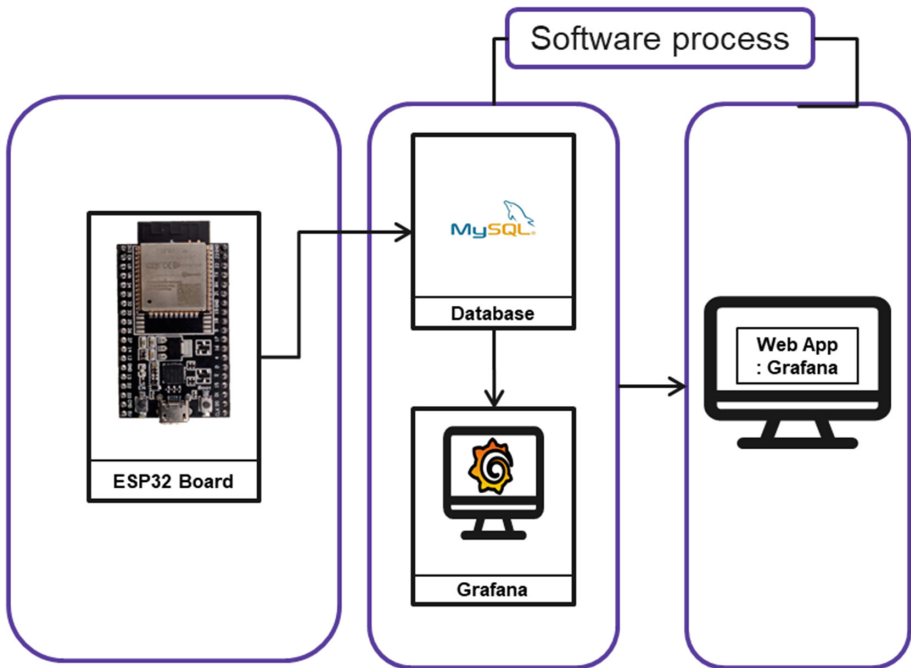 Software process
MySQL®
Database
ESP32 Board
Grafana
Web App
: Grafana